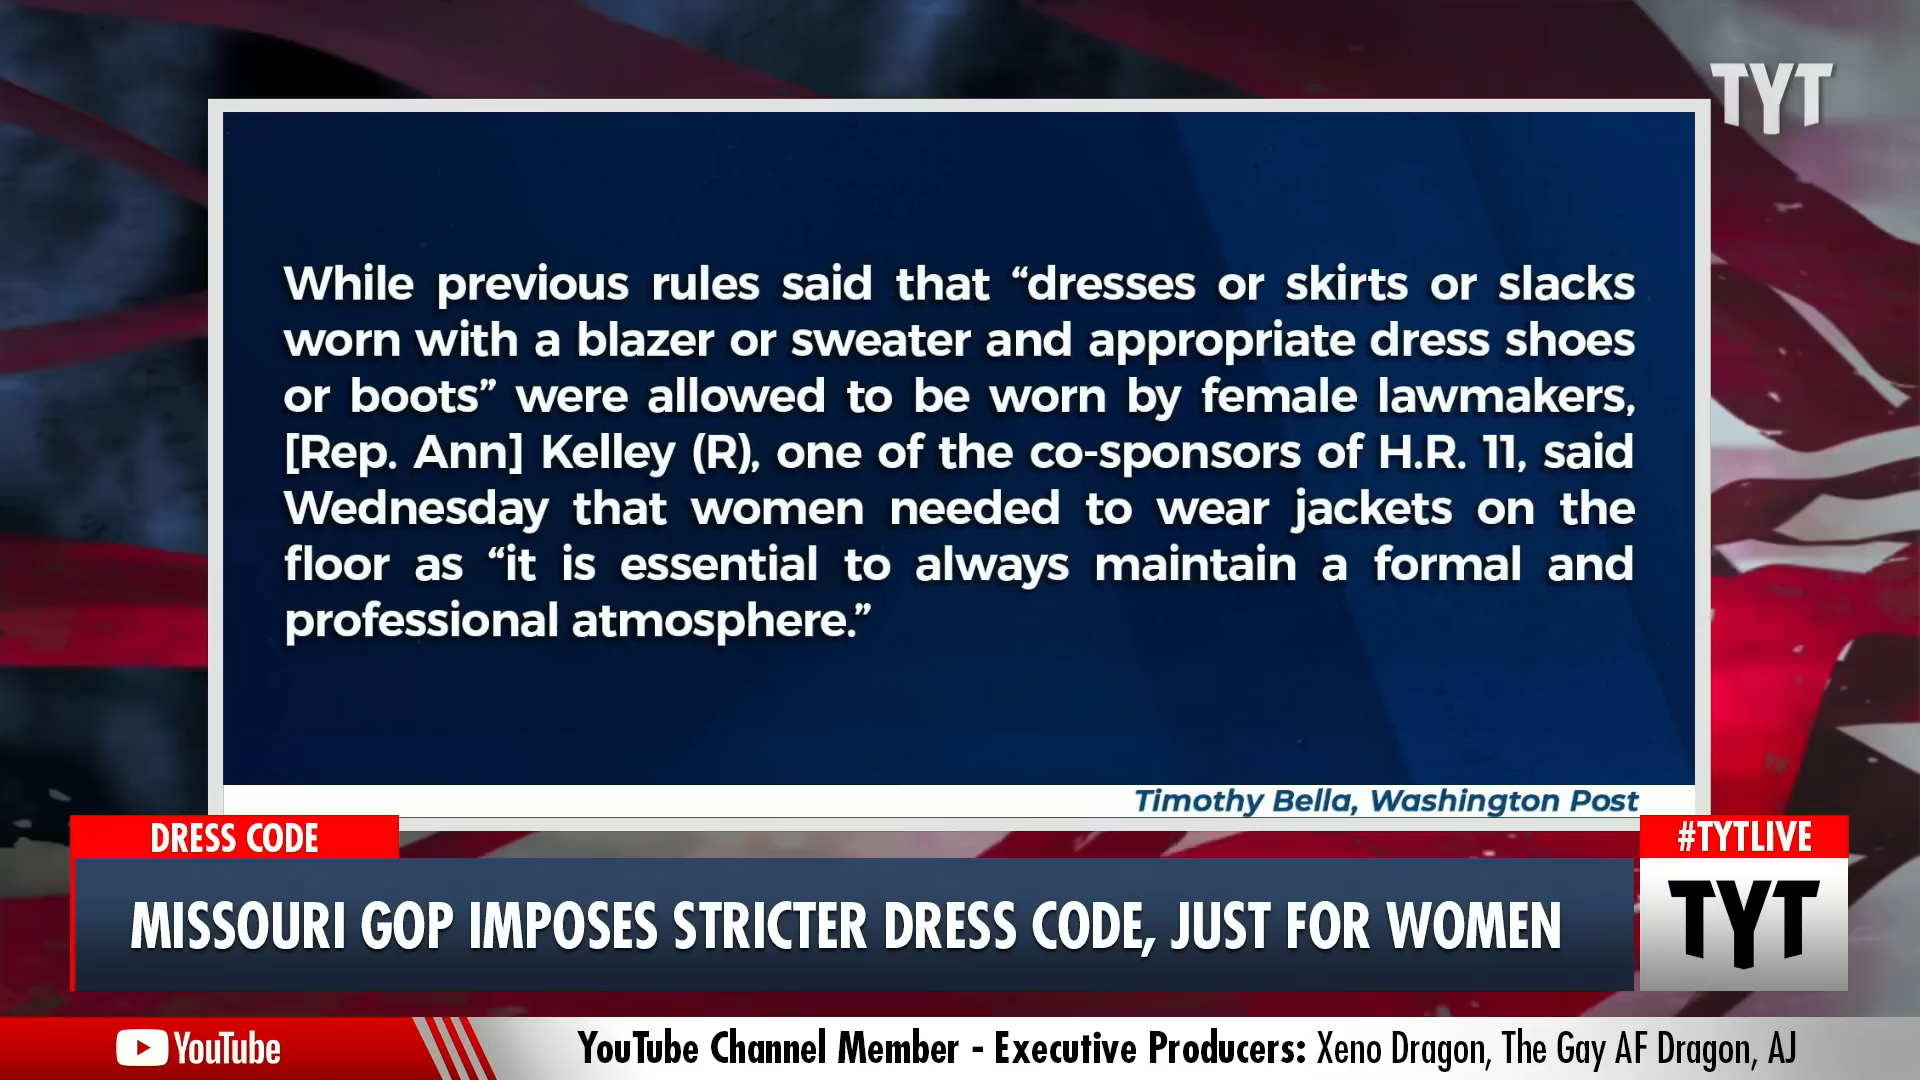 TYT
While previous rules said that “dresses or skirts or slacks
worn with a blazer or sweater and appropriate dress shoes
or boots” were allowed to be worn by female lawmakers,
[Rep. Ann] Kelley (R), one of the co-sponsors of H.R. 11, said
Wednesday that women needed to wear jackets on the
floor as “it is essential to always maintain a formal and
professional atmosphere.”
Timothy Bella, Washington Post
DRESS CODE
#TYTLIVE
MISSOURI GOP IMPOSES STRICTER DRESS CODE, JUST FOR WOMEN
TYT
YouTube
YouTube Channel Member - Executive Producers: Xeno Dragon, The Gay AF Dragon, AJ